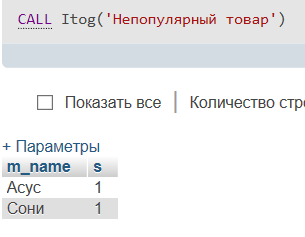 CALL Itog('Непопулярный товар')
Показать все | Количество стро
+ Параметры
m_name s
Асус 1
Сони 1